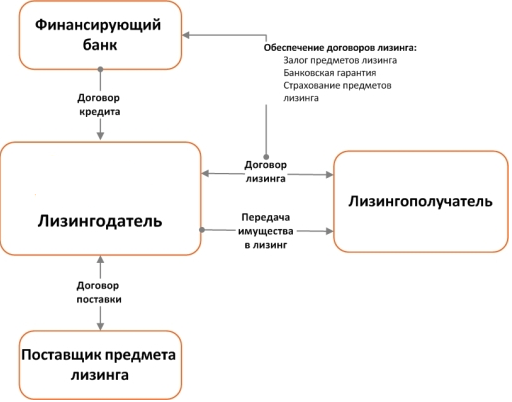 Финансирующий
банк
Обеспечение договоров лизинга:
Залог предметов лизинга
Банковская гарантия
Страхование предметов
лизинга
Договор
кредита
Договор
лизинга
Лизингодатель
Лизингополучатель
Передача
имущества
в лизинг
Договор
поставки
Поставщик предмета
лизинга